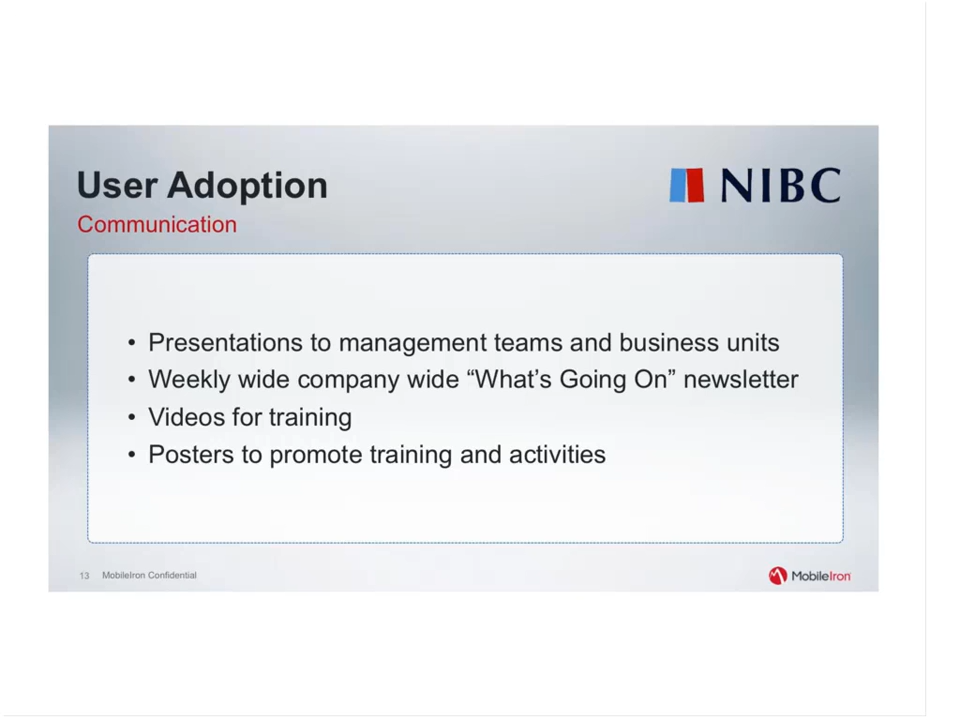 User Adoption
NIBC
Communication
• Presentations to management teams and business units
• Weekly wide company wide “What’s Going On” newsletter
• Videos for training
• Posters to promote training and activities
13 MobileIron Confidential
MobileIron